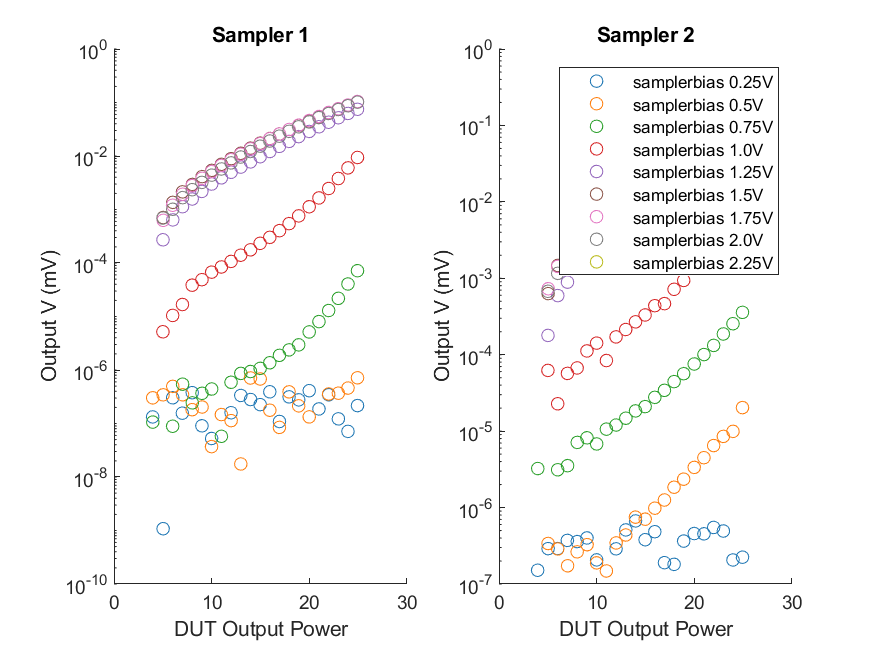 Sampler 1
10^0
10^-2
10^-4
10^-6
10^-8
10^-10
Output V (mV)
0
10
20
30
DUT Output Power
Sampler 2
10^0
10^-1
10^-2
10^-3
10^-4
10^-5
10^-6
10^-7
Output V (mV)
0
10
20
30
DUT Output Power
samplerbias 0.25V
samplerbias 0.5V
samplerbias 0.75V
samplerbias 1.0V
samplerbias 1.25V
samplerbias 1.5V
samplerbias 1.75V
samplerbias 2.0V
samplerbias 2.25V